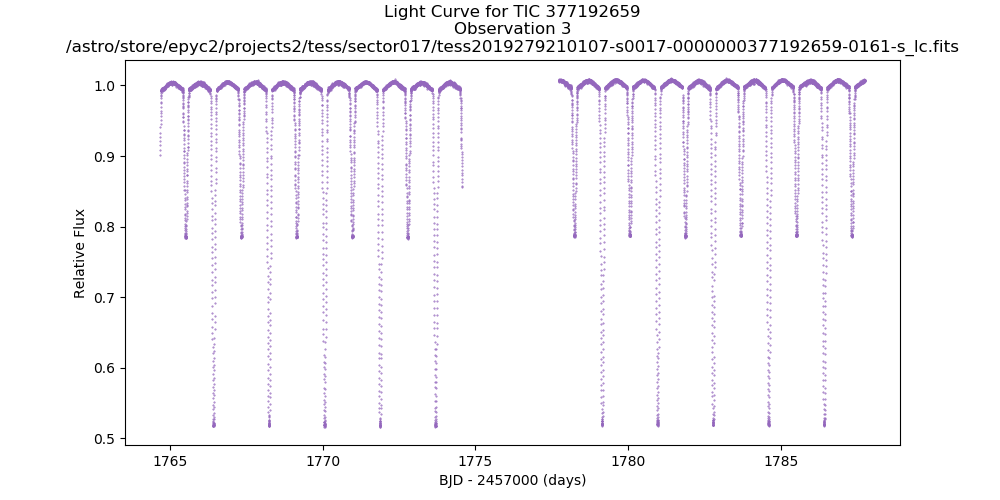 Light Curve for TIC 377192659
Observation 3
/astro/store/epyc2/projects2/tess/sector017/tess2019279210107-s0017-0000000377192659-0161-s_lc.fits
1.0
0.9
0.8
0.7
0.6
0.5
Relative Flux
1765
1770
1775
1780
1785
BJD - 2457000 (days)